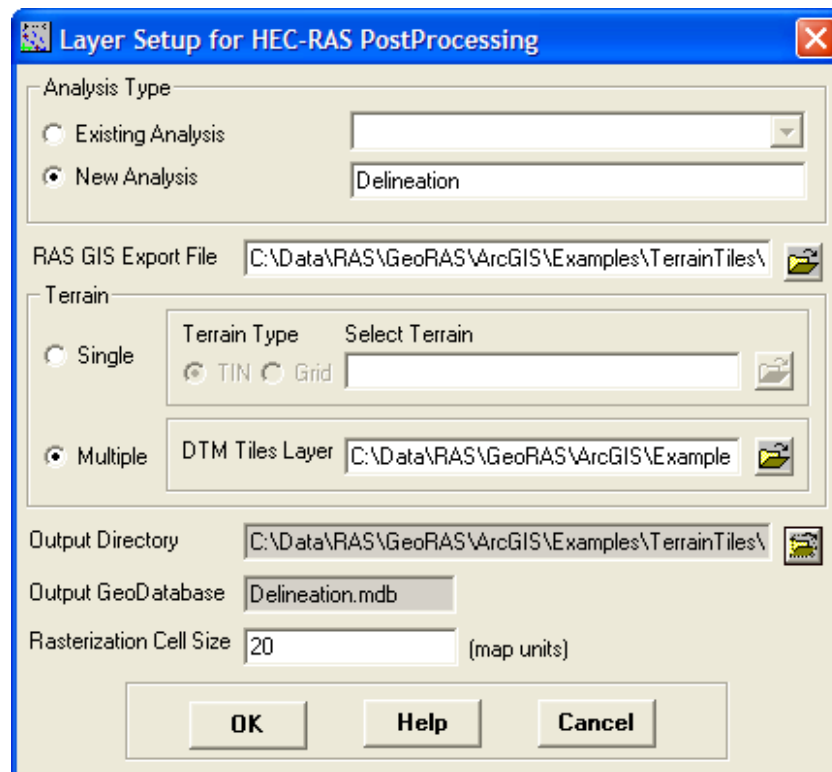 Layer Setup for HEC-RAS PostProcessing
Analysis Type
Existing Analysis
New Analysis
Delineation
RAS GIS Export File
C:\Data\RAS\GeoRAS\ArcGIS\Examples\TerrainTiles\
Terrain
Single
Terrain Type
Select Terrain
TIN
Grid
Multiple
DTM Tiles Layer
C:\Data\RAS\GeoRAS\ArcGIS\Example
Output Directory
C:\Data\RAS\GeoRAS\ArcGIS\Examples\TerrainTiles\
Output GeoDatabase
Delineation.mdb
Rasterization Cell Size
20
(map units)
OK
Help
Cancel